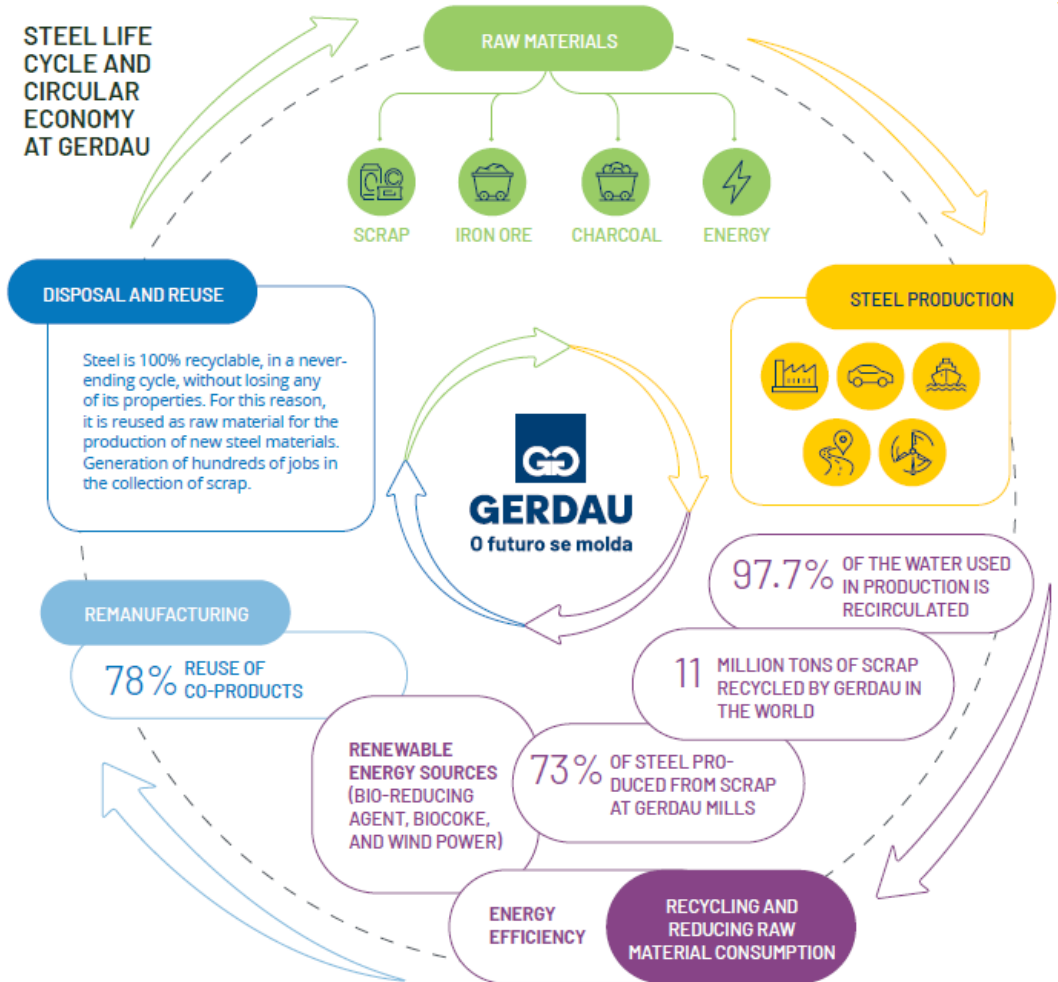 STEEL LIFE
CYCLE AND
CIRCULAR
ECONOMY
AT GERDAU
RAW MATERIALS
SCRAP
IRON ORE
CHARCOAL
ENERGY
STEEL PRODUCTION
DISPOSAL AND REUSE
Steel is 100% recyclable, in a never-
ending cycle, without losing any
of its properties. For this reason,
it is reused as raw material for the
production of new steel materials.
Generation of hundreds of jobs in
the collection of scrap.
GG
GERDAU
O futuro se molda
97.7% OF THE WATER USED
IN PRODUCTION IS
RECIRCULATED
11 MILLION TONS OF SCRAP
RECYCLED BY GERDAU IN
THE WORLD
73% OF STEEL PRO-
DUCED FROM SCRAP
AT GERDAU MILLS
RENEWABLE
ENERGY SOURCES
(BIO-REDUCING
AGENT, BIOCOKE,
AND WIND POWER)
ENERGY
EFFICIENCY
RECYCLING AND
REDUCING RAW
MATERIAL CONSUMPTION
REMANUFACTURING
78% REUSE OF
CO-PRODUCTS